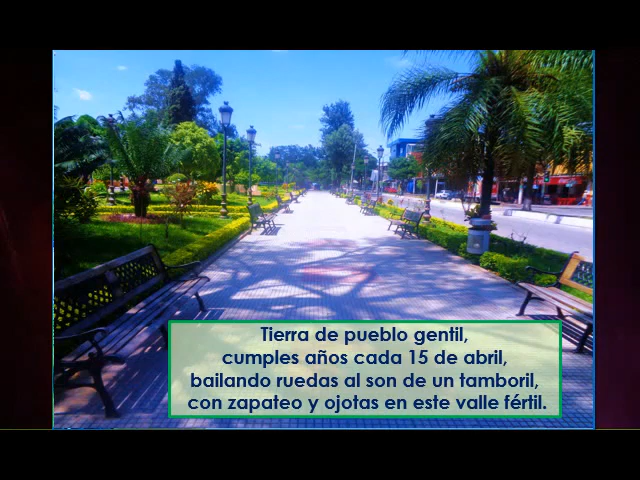 Tierra de pueblo gentil,
cumples años cada 15 de abril,
bailando ruedas al son de un tamboril,
con zapateo y ojotas en este valle fértil.